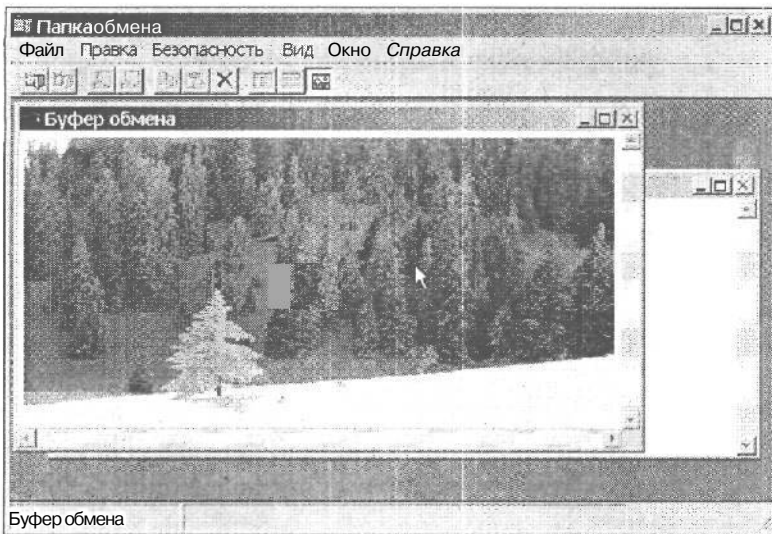 Папкаобмена
Файл Правка Безопасность Вид Окно Справка
Буфер обмена
Буфер обмена